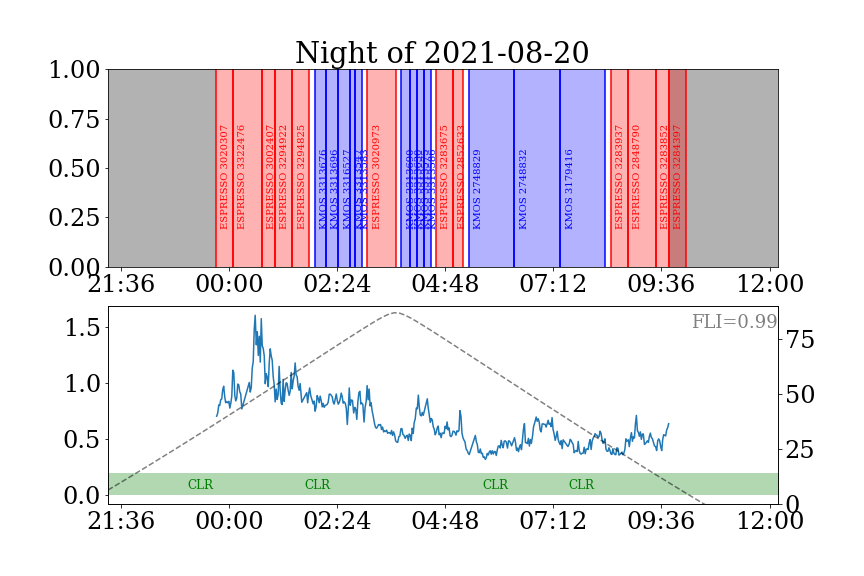 Night of 2021-08-20
1.00
0.75
0.50
0.25
0.00
ESPRESSO 3020307
ESPRESSO 3322476
ESPRESSO 3002407
ESPRESSO 3294922
ESPRESSO 3294825
KMOS 3313676
KMOS 3313696
KMOS 3316527
ESPRESSO 3020973
ESPRESSO 3283675
ESPRESSO 2852633
KMOS 2748829
KMOS 2748832
KMOS 3179416
ESPRESSO 3283937
ESPRESSO 2848790
ESPRESSO 3283852
ESPRESSO 3284397
21:36
00:00
02:24
04:48
07:12
09:36
12:00
FLI=0.99
1.5
1.0
0.5
0.0
75
50
25
0
CLR
CLR
CLR
CLR
21:36
00:00
02:24
04:48
07:12
09:36
12:00